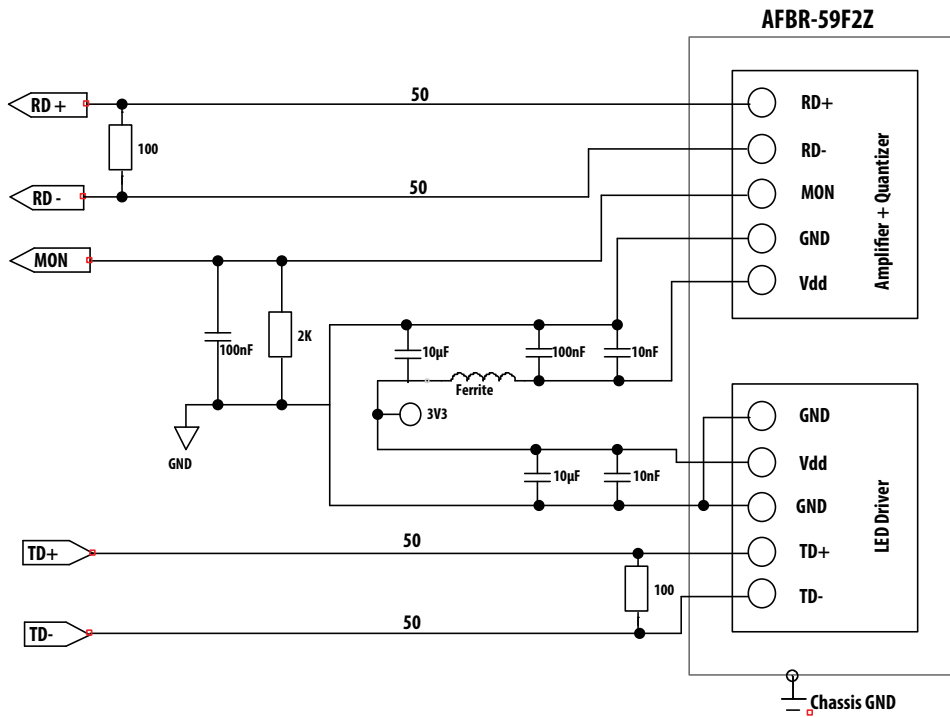 AFBR-59F2Z
RD +
50
RD+
100
RD-
RD -
50
MON
Amplifier + Quantizer
GND
MON
Vdd
100nF
2K
10µF
100nF
10nF
Ferrite
3V3
GND
GND
Vdd
10µF
10nF
GND
LED Driver
TD+
50
TD+
100
TD-
TD-
50
Chassis GND